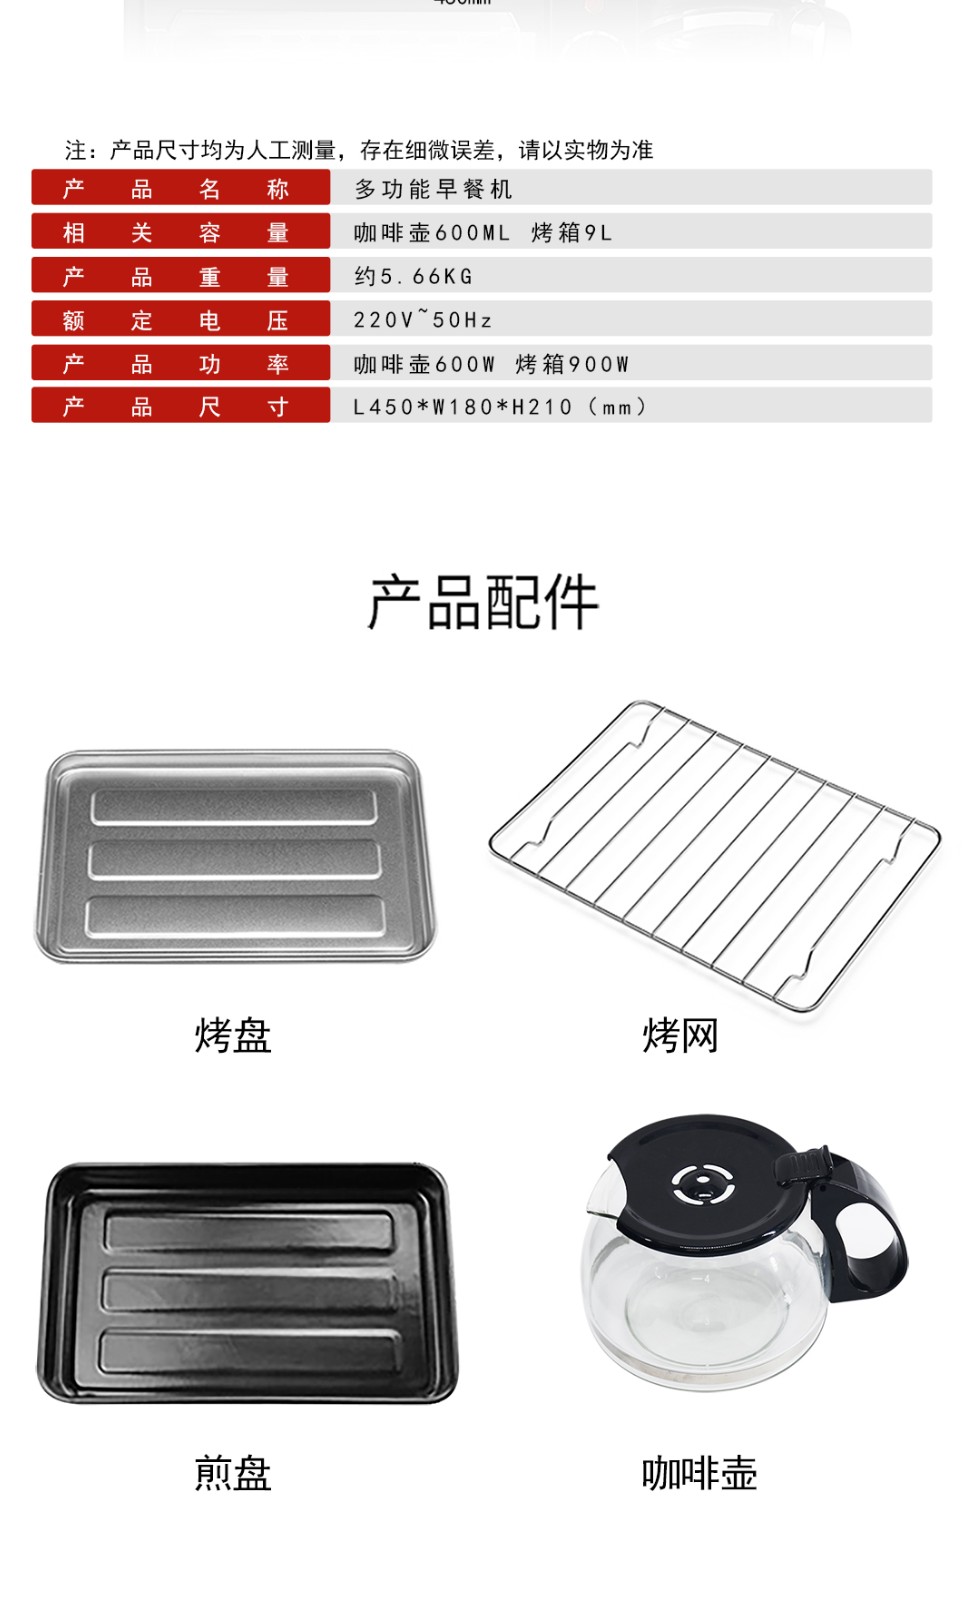 注：产品尺寸均为人工测量，存在细微误差，请以实物为准
产品名称 多功能早餐机
相关容量 咖啡壶600ML 烤箱9L
产品重量 约5.66KG
额定电压 220V~50Hz
产品功率 咖啡壶600W 烤箱900W
产品尺寸 L450*W180*H210（mm）
产品配件
烤盘 烤网
煎盘 咖啡壶